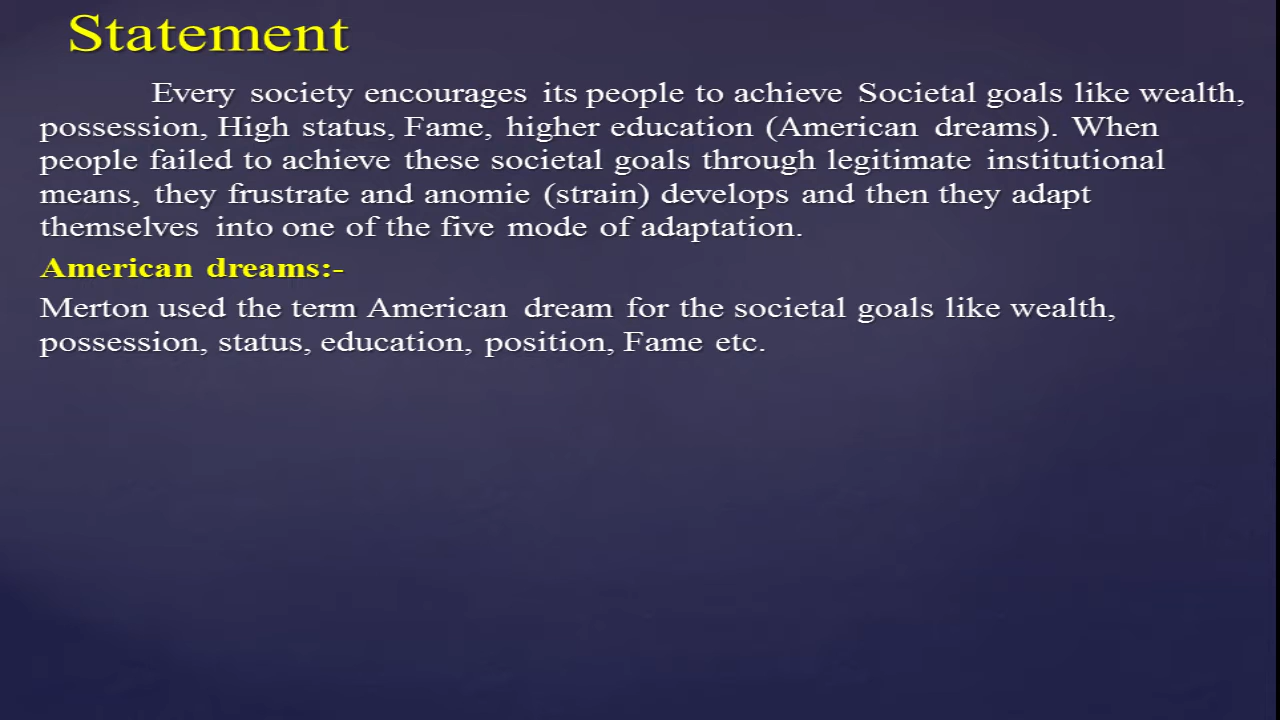 Statement
Every society encourages its people to achieve Societal goals like wealth,
possession, High status, Fame, higher education (American dreams). When
people failed to achieve these societal goals through legitimate institutional
means, they frustrate and anomie (strain) develops and then they adapt
themselves into one of the five mode of adaptation.
American dreams:-
Merton used the term American dream for the societal goals like wealth,
possession, status, education, position, Fame etc.